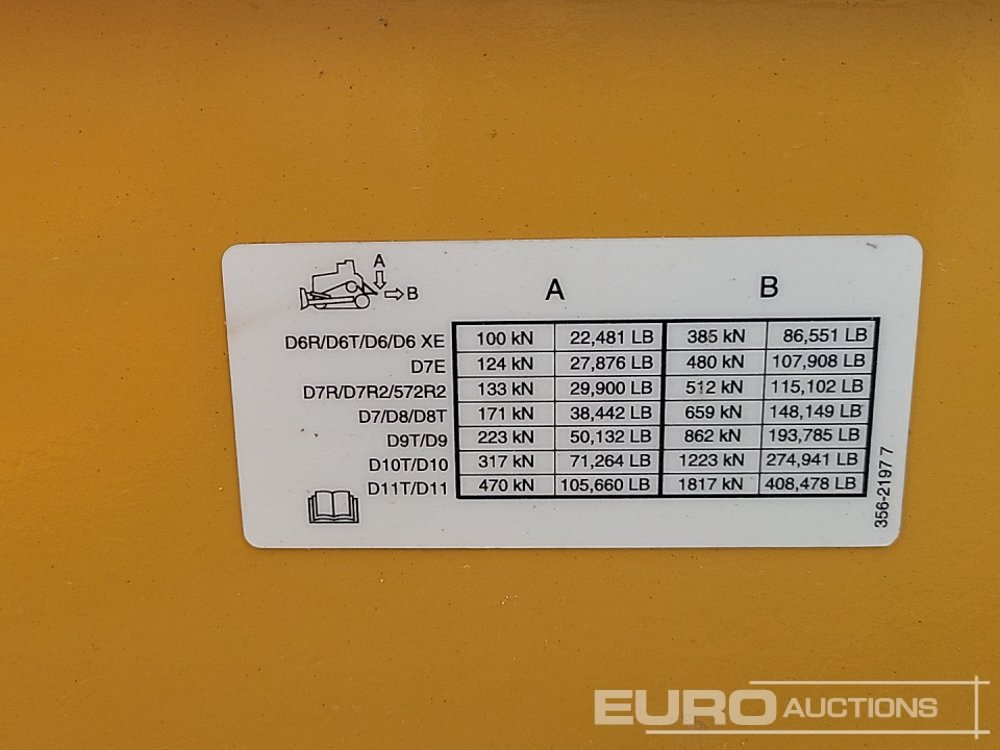 A
B
A B
D6R/D6T/D6/D6 XE 100 kN 22,481 LB 385 kN 86,551 LB
D7E 124 kN 27,876 LB 480 kN 107,908 LB
D7R/D7R2/572R2 133 kN 29,900 LB 512 kN 115,102 LB
D7/D8/D8T 171 kN 38,442 LB 659 kN 148,149 LB
D9T/D9 223 kN 50,132 LB 862 kN 193,785 LB
D10T/D10 317 kN 71,264 LB 1223 kN 274,941 LB
D11T/D11 470 kN 105,660 LB 1817 kN 408,478 LB
356-2197 7
EURO AUCTIONS